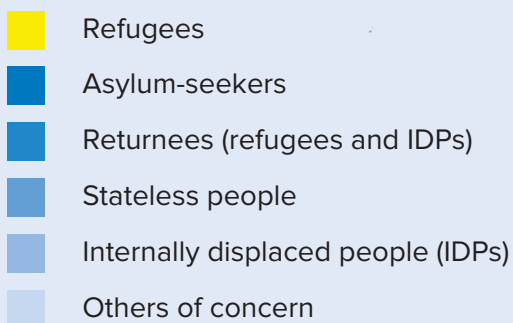 Refugees
Asylum-seekers
Returnees (refugees and IDPs)
Stateless people
Internally displaced people (IDPs)
Others of concern